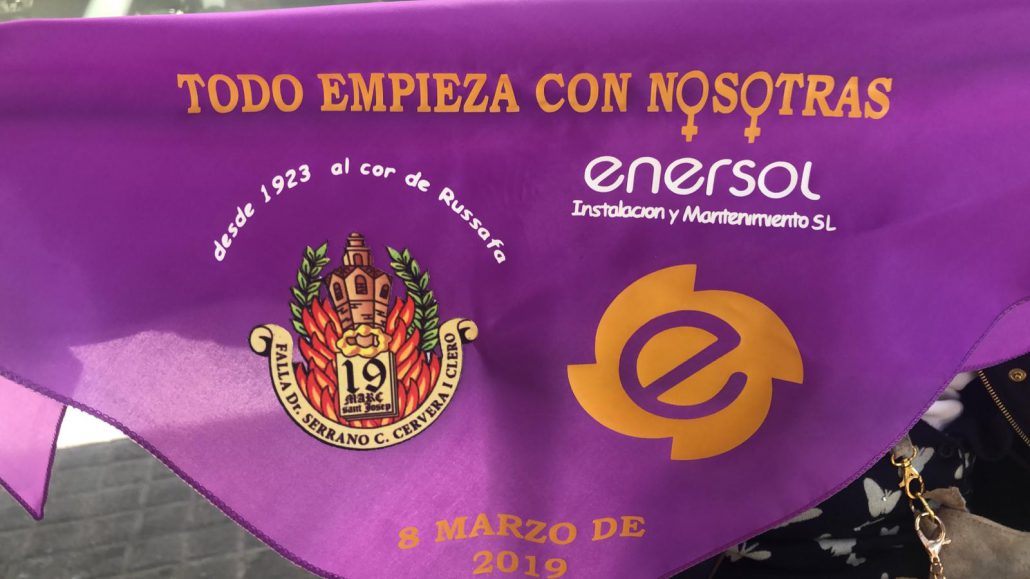 TODO EMPIEZA CON NOSOTRAS
desde 1923 al cor de Russafa
enersol
Instalacion y Mantenimiento SL
19
MARÇ
Sant Josep
FALLA Dr. SERRANO C. CERVERA I CLERO
e
8 MARZO DE
2019